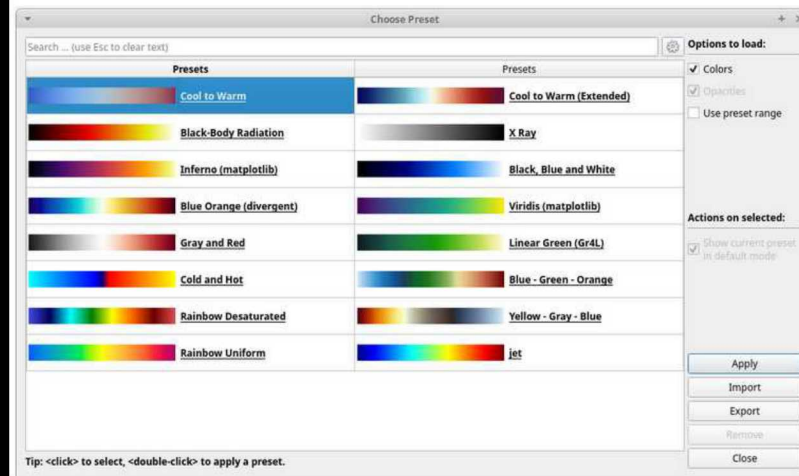 Choose Preset
Search ... (use Esc to clear text)
Options to load:
Presets
Presets
Colors
Cool to Warm
Cool to Warm (Extended)
Opacities
Use preset range
Black-Body Radiation
X Ray
Inferno (matplotlib)
Black, Blue and White
Blue Orange (divergent)
Viridis (matplotlib)
Actions on selected:
Gray and Red
Linear Green (Gr4L)
Show current preset
in default mode
Cold and Hot
Blue - Green - Orange
Rainbow Desaturated
Yellow - Gray - Blue
Rainbow Uniform
jet
Apply
Import
Export
Remove
Close
Tip: <click> to select, <double-click> to apply a preset.